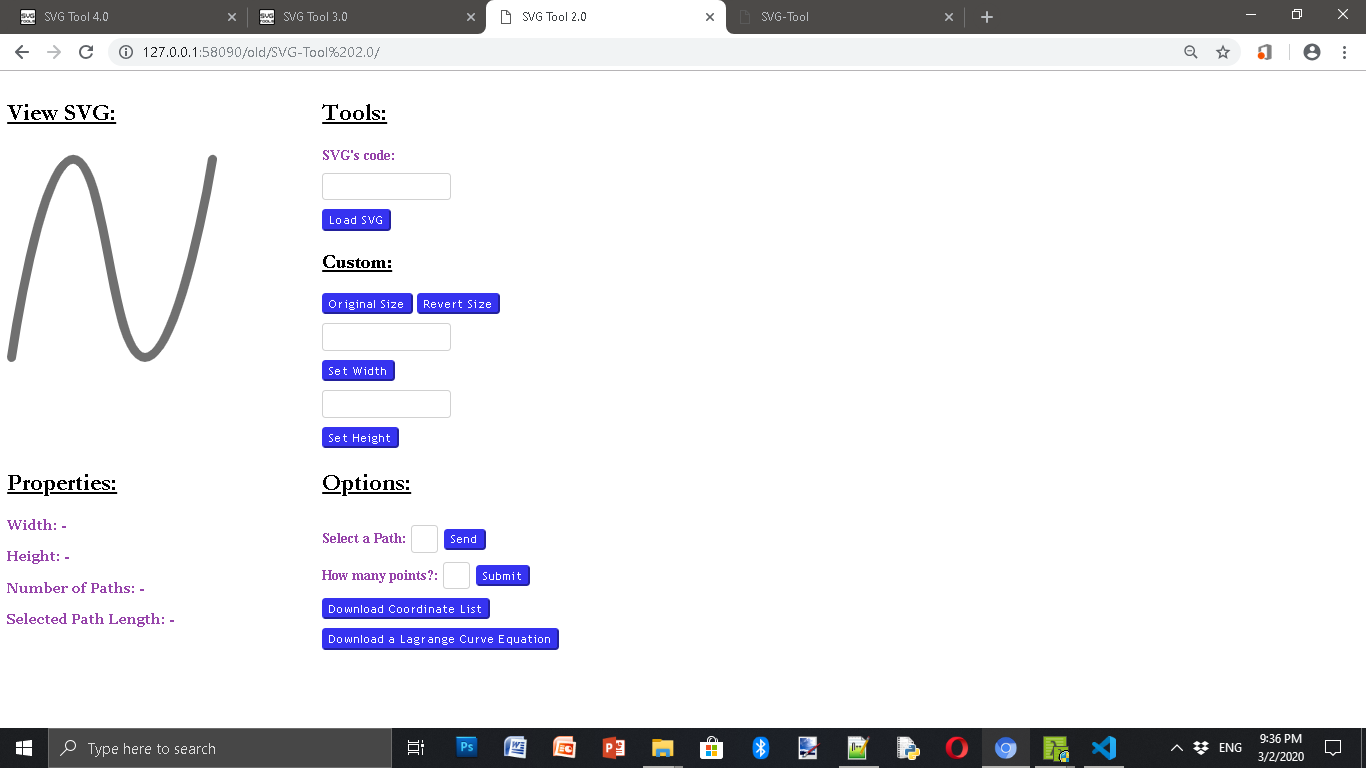 SVG Tool 4.0
SVG Tool 3.0
SVG Tool 2.0
SVG-Tool
127.0.0.1:58090/old/SVG-Tool%202.0/
View SVG:
Tools:
SVG's code:
Load SVG
Custom:
Original Size Revert Size
Set Width
Set Height
Properties:
Width: -
Height: -
Number of Paths: -
Selected Path Length: -
Options:
Select a Path: Send
How many points?: Submit
Download Coordinate List
Download a Lagrange Curve Equation
Type here to search
ENG
9:36 PM
3/2/2020